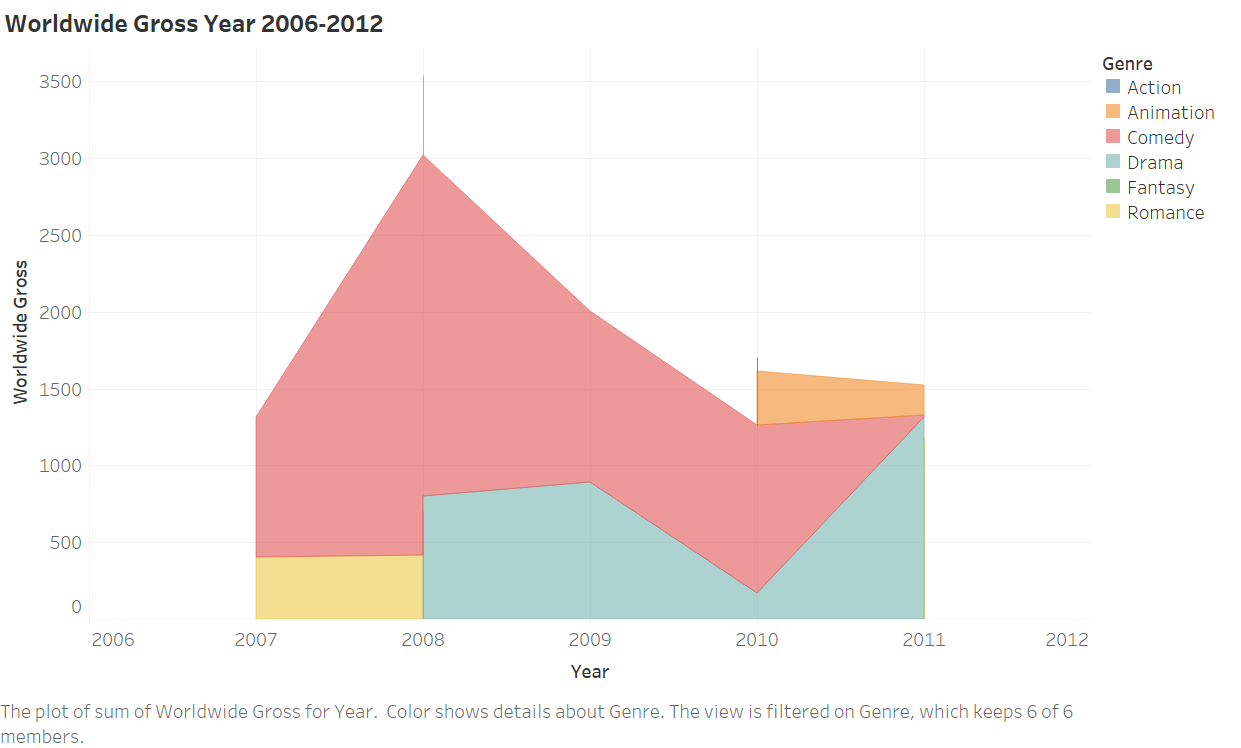 Worldwide Gross Year 2006-2012
Genre
Action
Animation
Comedy
Drama
Fantasy
Romance
Worldwide Gross
3500
3000
2500
2000
1500
1000
500
0
2006 2007 2008 2009 2010 2011 2012
Year
The plot of sum of Worldwide Gross for Year.  Color shows details about Genre. The view is filtered on Genre, which keeps 6 of 6
members.